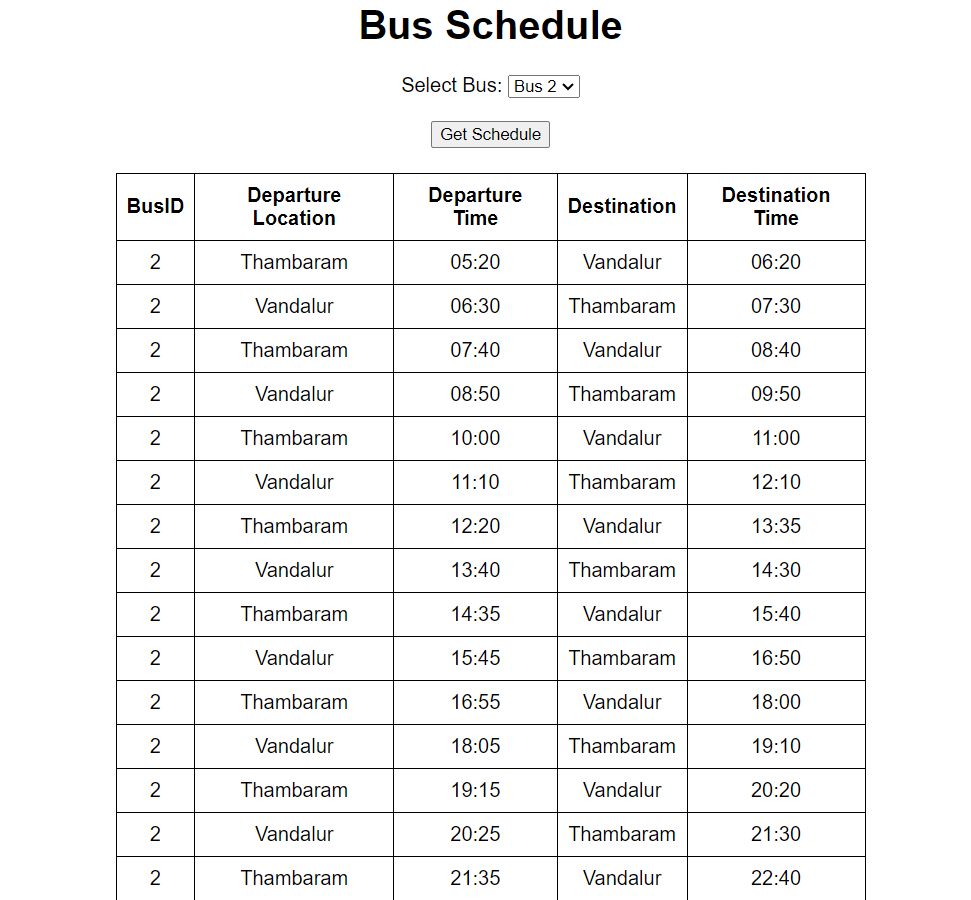 Bus Schedule
Select Bus: Bus 2
Get Schedule
BusID Departure Location Departure Time Destination Destination Time
2 Thambaram 05:20 Vandalur 06:20
2 Vandalur 06:30 Thambaram 07:30
2 Thambaram 07:40 Vandalur 08:40
2 Vandalur 08:50 Thambaram 09:50
2 Thambaram 10:00 Vandalur 11:00
2 Vandalur 11:10 Thambaram 12:10
2 Thambaram 12:20 Vandalur 13:35
2 Vandalur 13:40 Thambaram 14:30
2 Thambaram 14:35 Vandalur 15:40
2 Vandalur 15:45 Thambaram 16:50
2 Thambaram 16:55 Vandalur 18:00
2 Vandalur 18:05 Thambaram 19:10
2 Thambaram 19:15 Vandalur 20:20
2 Vandalur 20:25 Thambaram 21:30
2 Thambaram 21:35 Vandalur 22:40